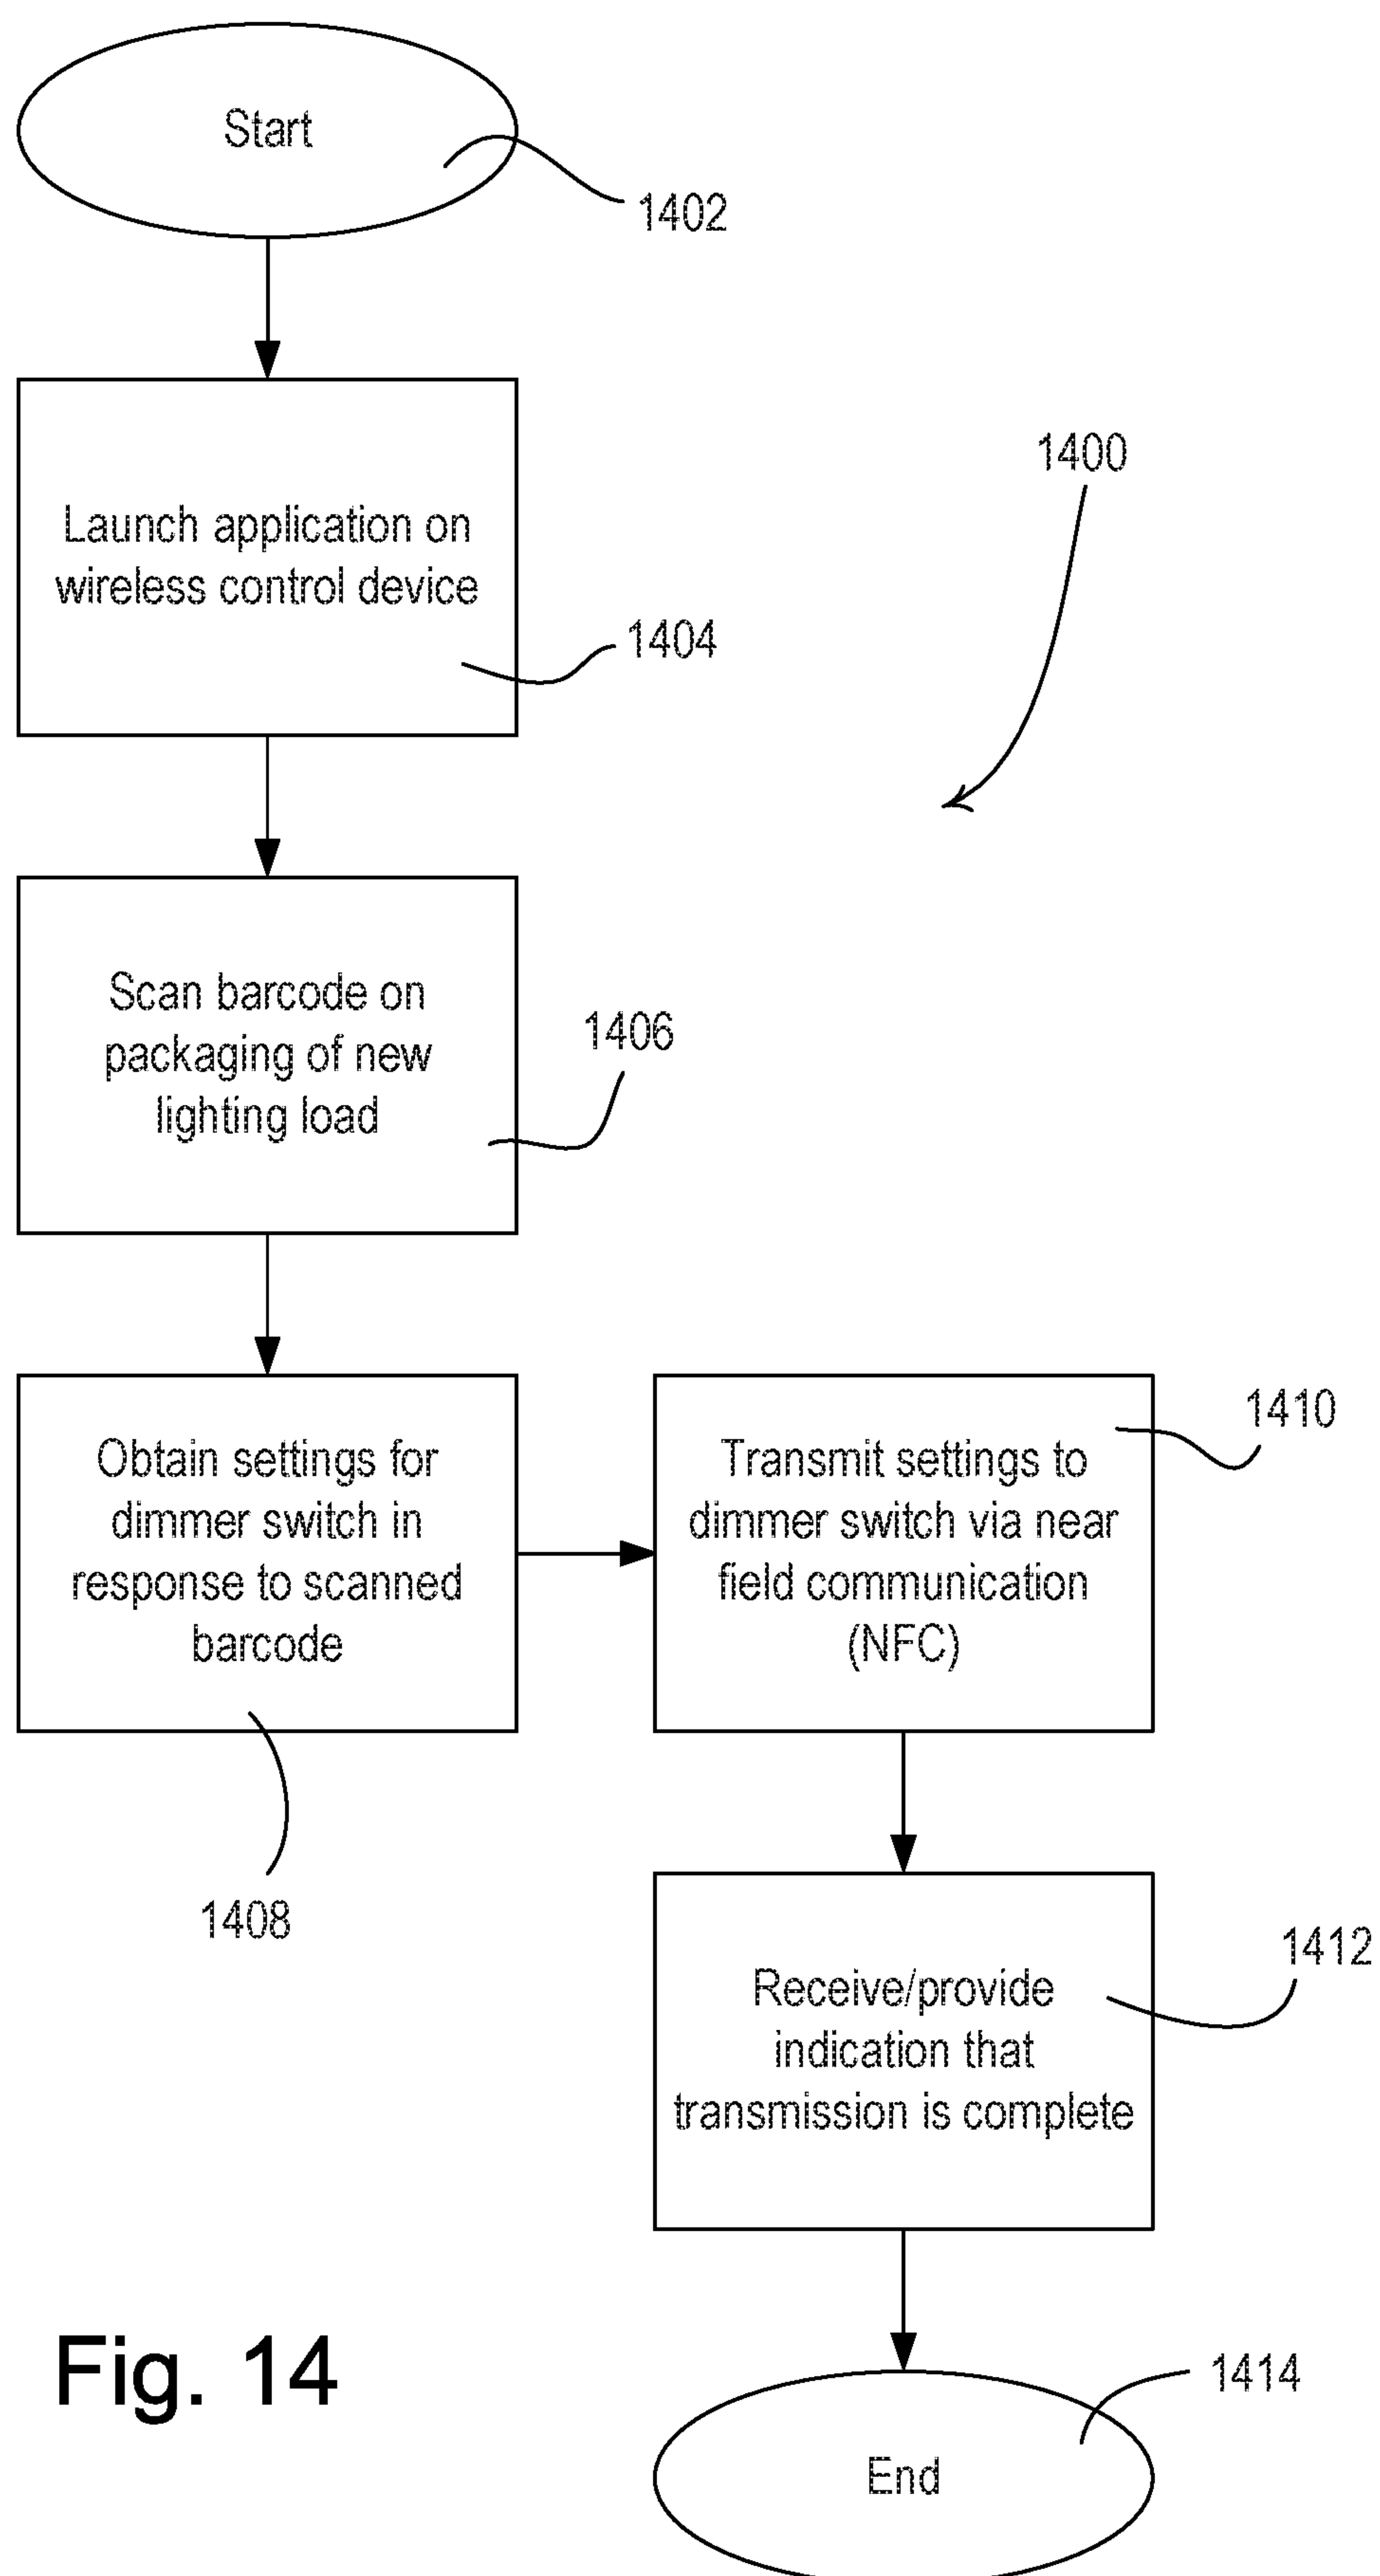 Start
1402
1400
Launch application on
wireless control device
1404
Scan barcode on
packaging of new
lighting load
1406
Obtain settings for
dimmer switch in
response to scanned
barcode
1408
Transmit settings to
dimmer switch via near
field communication
(NFC)
1410
Receive/provide
indication that
transmission is complete
1412
End
1414
Fig. 14